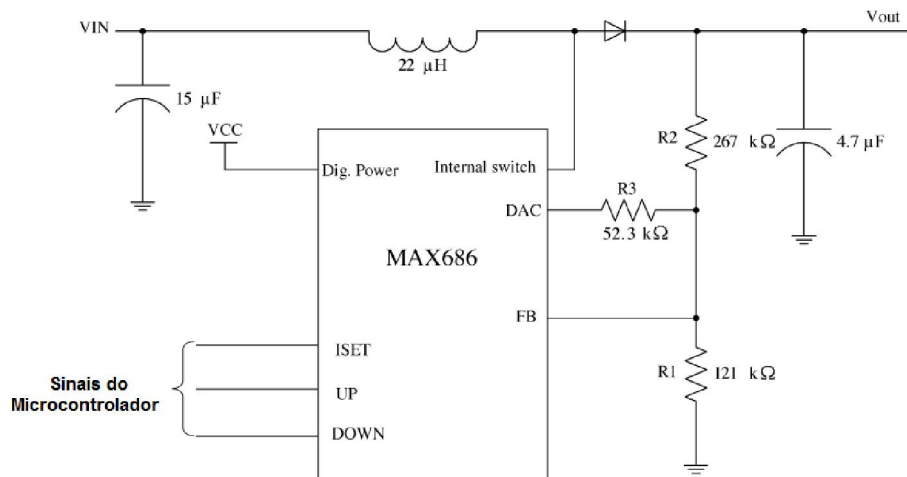 VIN
Vout
22 μH
15 μF
VCC
Dig. Power
Internal switch
R2
267 kΩ
4.7 μF
R3
DAC
52.3 kΩ
MAX686
FB
ISET
Sinais do
Microcontrolador
UP
R1
121 kΩ
DOWN